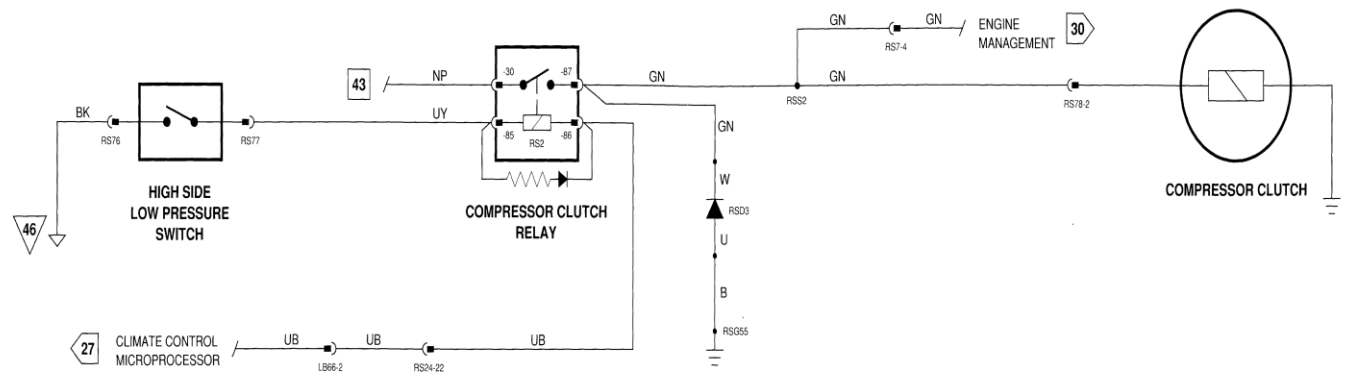 GN
GN
ENGINE
MANAGEMENT
30
RS7-4
43
NP
-30
-87
GN
GN
RSS2
RS78-2
BK
RS76
RS77
UY
-85
RS2
-86
GN
HIGH SIDE
LOW PRESSURE
SWITCH
COMPRESSOR CLUTCH
RELAY
COMPRESSOR CLUTCH
W
RSD3
46
U
B
RSG55
27
CLIMATE CONTROL
MICROPROCESSOR
UB
UB
UB
LB66-2
RS24-22